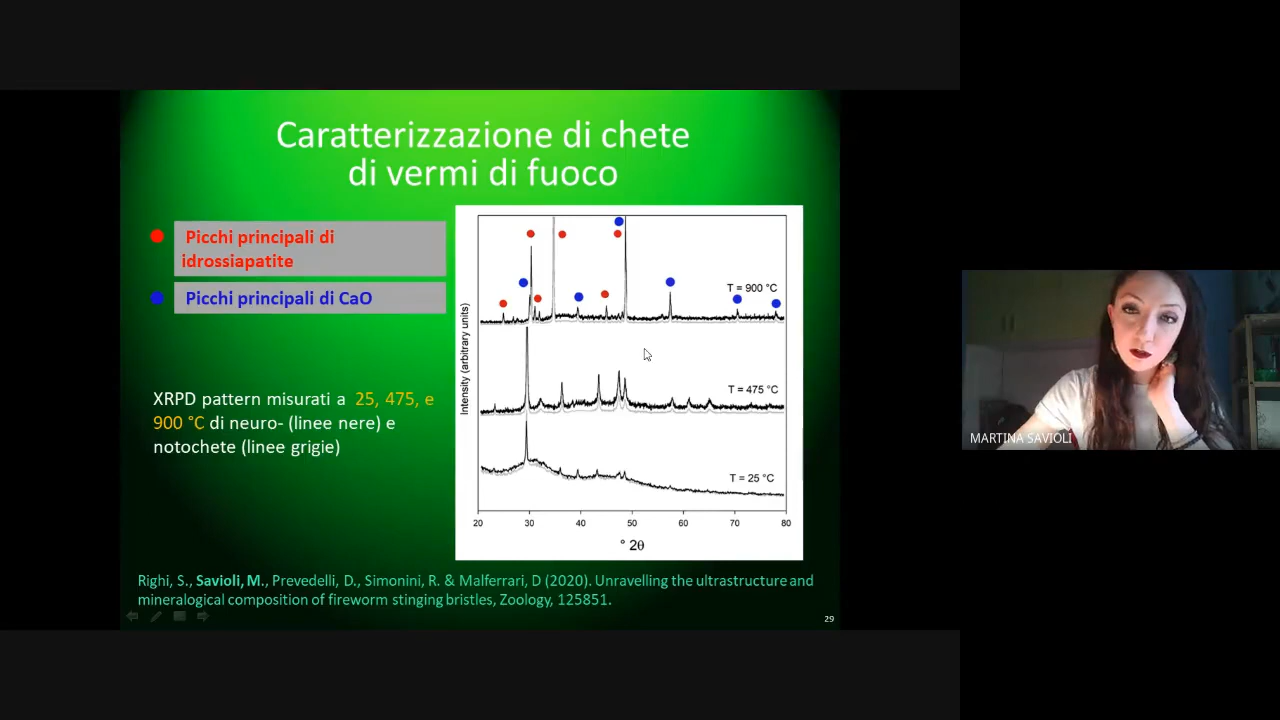 Caratterizzazione di chete
di vermi di fuoco
Picchi principali di
idrossiapatite
Picchi principali di CaO
XRPD pattern misurati a 25, 475, e
900 °C di neuro- (linee nere) e
notochete (linee grigie)
Intensity (arbitrary units)
T = 900 °C
T = 475 °C
T = 25 °C
20 30 40 50 60 70 80
° 2θ
MARTINA SAVIOLI
Righi, S., Savioli, M., Prevedelli, D., Simonini, R. & Malferrari, D (2020). Unravelling the ultrastructure and
mineralogical composition of fireworm stinging bristles, Zoology, 125851.
29